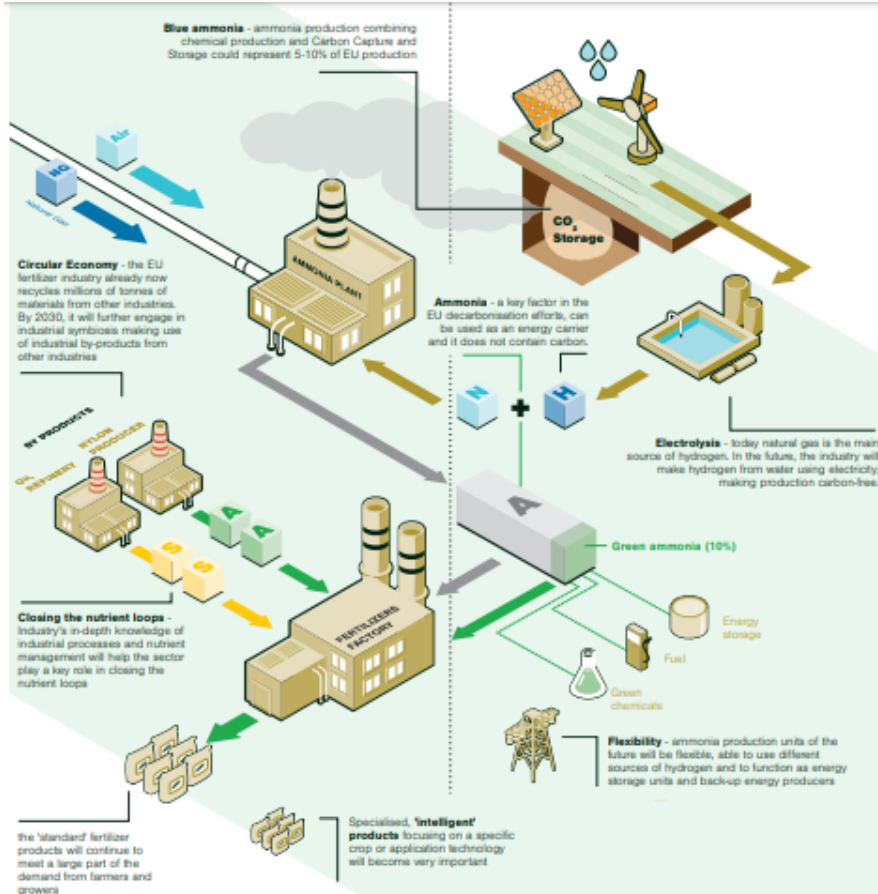 Blue ammonia - ammonia production combining
chemical production and Carbon Capture and
Storage could represent 5-10% of EU production
Air
NG
Natural Gas
CO2
Storage
AMMONIA PLANT
Circular Economy - the EU
fertilizer industry already now
recycles millions of tonnes of
materials from other industries.
By 2030, it will further engage in
industrial symbiosis making use
of industrial by-products from
other industries
Ammonia - a key factor in the
EU decarbonisation efforts, can
be used as an energy carrier
and it does not contain carbon.
N
+
H
Electrolysis - today natural gas is the main
source of hydrogen. In the future, the industry will
make hydrogen from water using electricity,
making production carbon-free.
BY PRODUCTS
OIL
REFINERY
NYLON
PRODUCER
A
A
S
S
A
Green ammonia (10%)
FERTILIZERS
FACTORY
Closing the nutrient loops -
Industry's in-depth knowledge of
industrial processes and nutrient
management will help the sector
play a key role in closing the
nutrient loops
Energy
storage
Fuel
Green
chemicals
Flexibility - ammonia production units of the
future will be flexible, able to use different
sources of hydrogen and to function as energy
storage units and back-up energy producers
the 'standard' fertilizer
products will continue to
meet a large part of the
demand from farmers and
growers
Specialised, 'intelligent'
products focusing on a specific
crop or application technology
will become very important